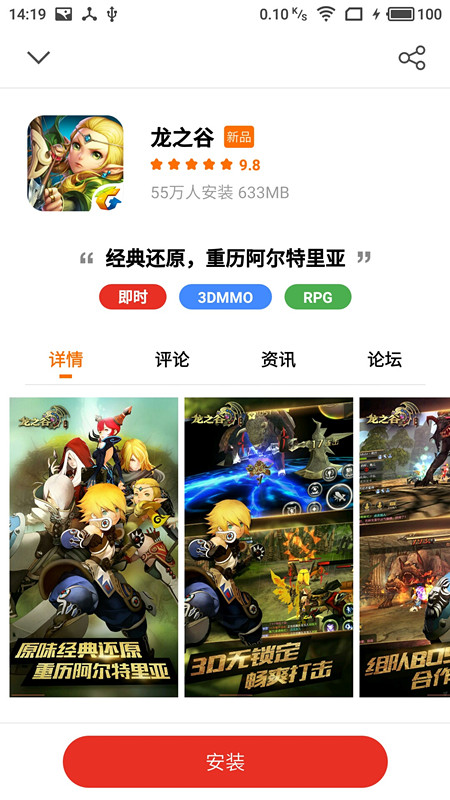 14:19 0.10 K/s 100
龙之谷 新品
9.8
55万人安装 633MB
“ 经典还原，重历阿尔特里亚 ”
即时 3DMMO RPG
详情 评论 资讯 论坛
龙之谷
原味经典还原
重历阿尔特里亚
龙之谷
3D无锁定
畅爽打击
龙之谷
组队BOS
合作
安装